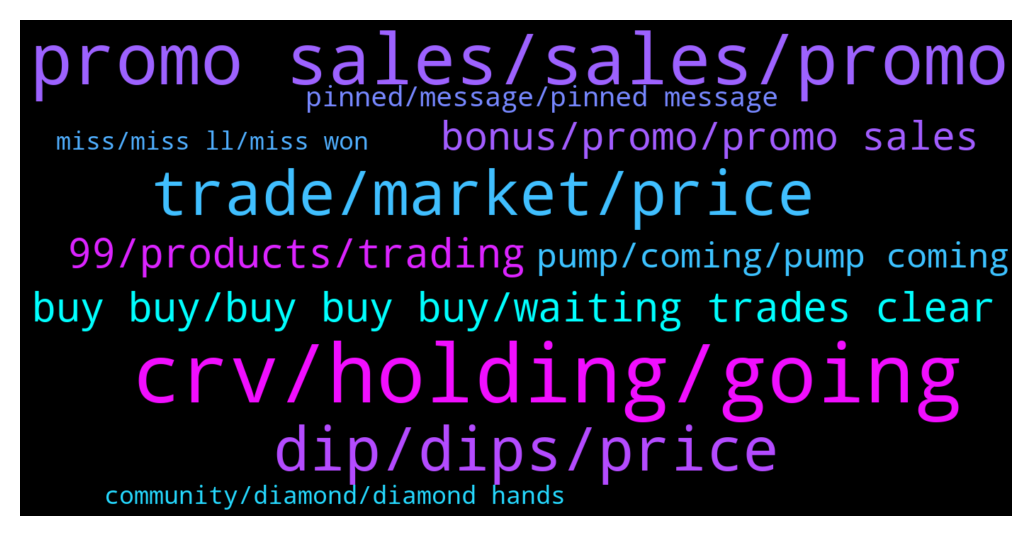 promo sales/sales/promo
pinned/message/pinned message
miss/miss ll/miss won
bonus/promo/promo sales
trade/market/price
99/products/trading
pump/coming/pump coming
buy buy/buy buy buy/waiting trades clear
crv/holding/going
dip/dips/price
community/diamond/diamond hands